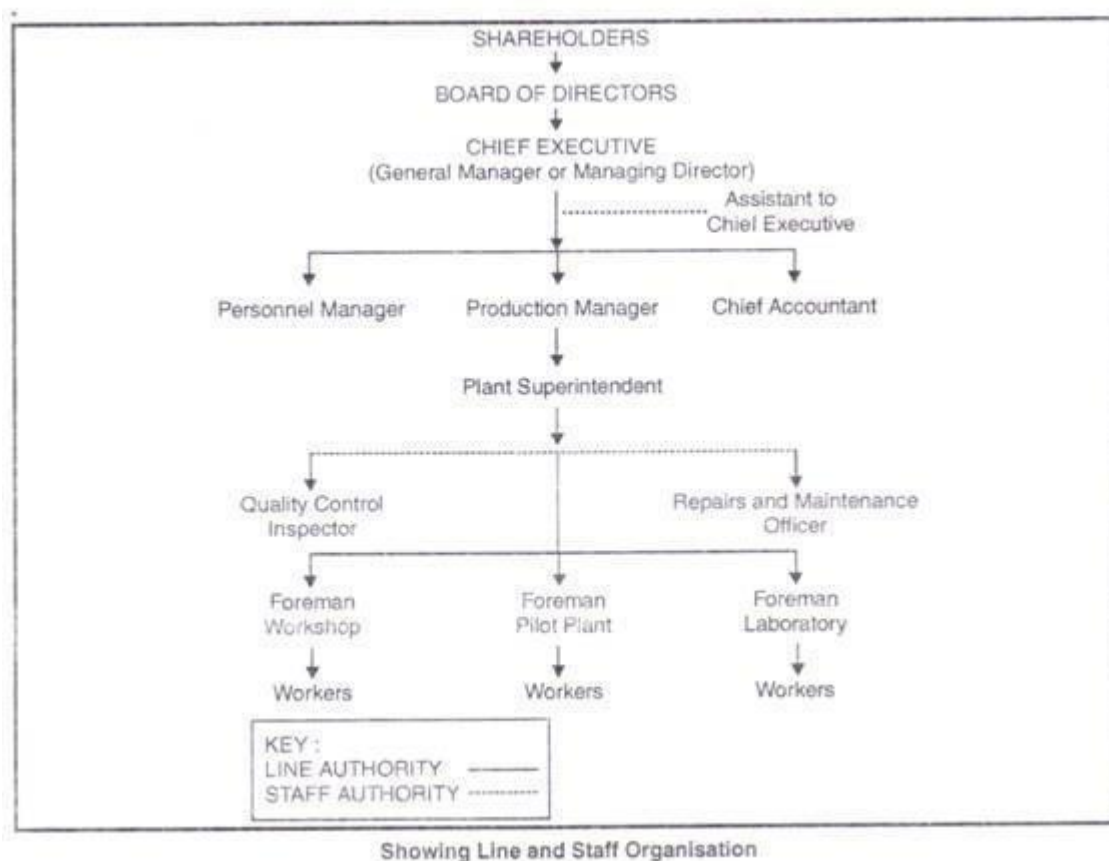 SHAREHOLDERS
BOARD OF DIRECTORS
CHIEF EXECUTIVE
(General Manager or Managing Director)
Assistant to
Chief Executive
Personnel Manager
Production Manager
Chief Accountant
Plant Superintendent
Quality Control
Inspector
Repairs and Maintenance
Officer
Foreman
Workshop
Foreman
Pilot Plant
Foreman
Laboratory
Workers
Workers
Workers
KEY :
LINE AUTHORITY
STAFF AUTHORITY
Showing Line and Staff Organisation